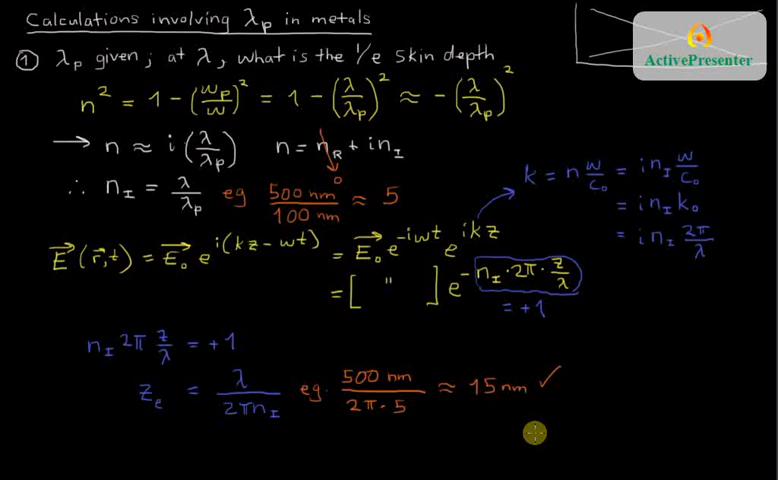 Calculations involving λp in metals
ActivePresenter
① λp given; at λ, what is the 1/e skin depth
n² = 1 - (ωp/ω)² = 1 - (λ/λp)² ≈ -(λ/λp)²
→ n ≈ i(λ/λp) n = nR + inI
0
∴ nI = λ/λp eg 500 nm/100 nm ≈ 5
k = n ω/c₀ = inI ω/c₀
= inI k₀
= inI 2π/λ
E⃗(r⃗,t) = E⃗₀ e^i(kz-ωt) = E⃗₀ e^-iωt e^ikz
= [ " ] e^-nI·2π·z/λ
= +1
nI 2π z/λ = +1
ze = λ/2πnI eg. 500 nm/2π·5 ≈ 15 nm ✓